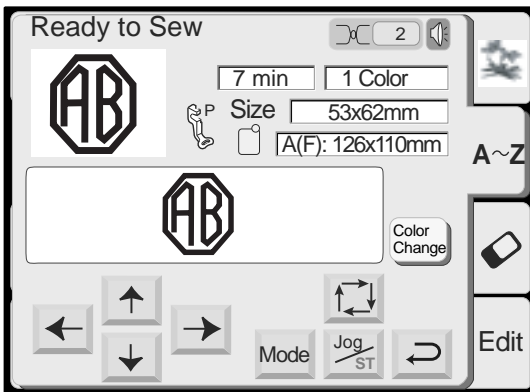 Ready to Sew
2
AB
7 min
1 Color
P
Size
53x62mm
A(F): 126x110mm
A~Z
AB
Color
Change
Mode
Jog
ST
Edit